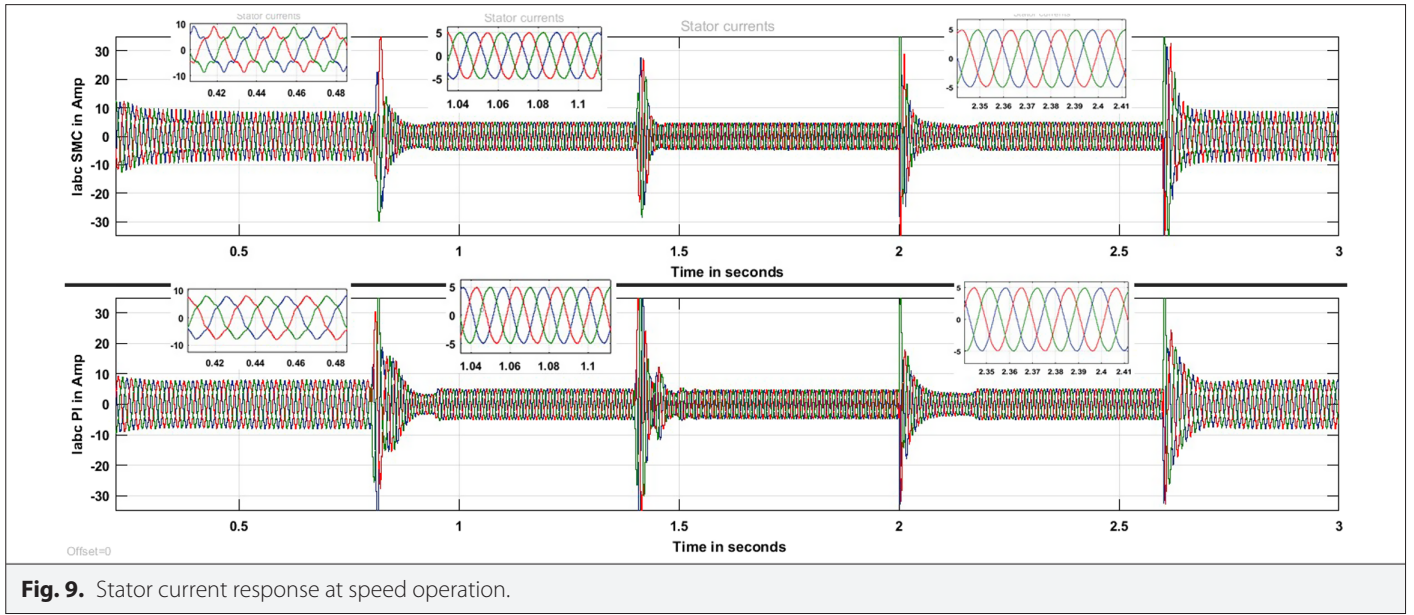 Stator currents
Stator currents
Stator currents
10
0
-10
0.42 0.44 0.46 0.48
5
0
-5
1.04 1.06 1.08 1.1
5
0
-5
2.35 2.36 2.37 2.38 2.39 2.4 2.41
Iabc SMC in Amp
30
20
10
0
-10
-20
-30
0.5 1 1.5 2 2.5 3
Time in seconds
10
0
-10
0.42 0.44 0.46 0.48
5
0
-5
1.04 1.06 1.08 1.1
5
0
-5
2.35 2.36 2.37 2.38 2.39 2.4 2.41
Iabc PI in Amp
30
20
10
0
-10
-20
-30
0.5 1 1.5 2 2.5 3
Time in seconds
Offset=0
Fig. 9. Stator current response at speed operation.